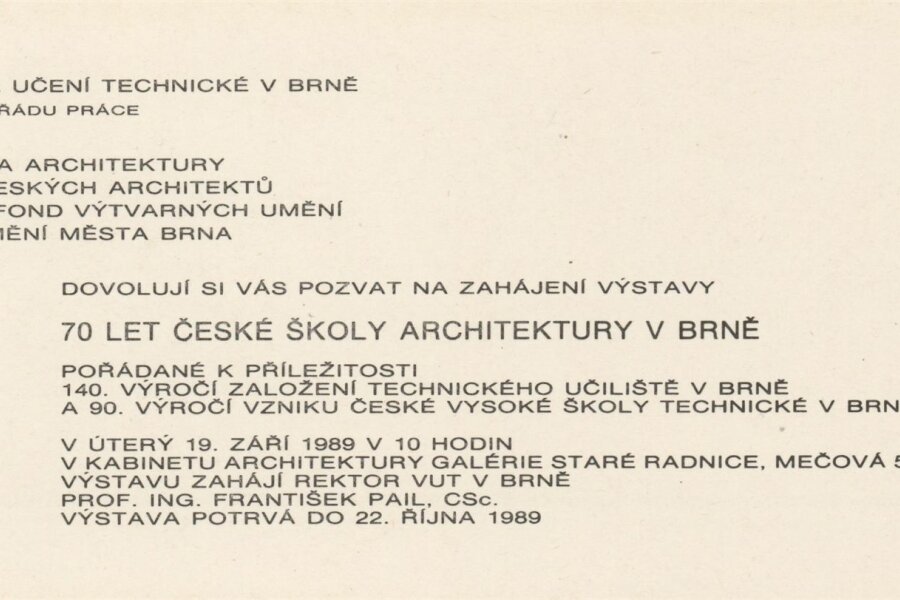 UČENÍ TECHNICKÉ V BRNĚ
ŘÁDU PRÁCE
A ARCHITEKTURY
ESKÝCH ARCHITEKTŮ
FOND VÝTVARNÝCH UMĚNÍ
MĚNÍ MĚSTA BRNA
DOVOLUJÍ SI VÁS POZVAT NA ZAHÁJENÍ VÝSTAVY
70 LET ČESKÉ ŠKOLY ARCHITEKTURY V BRNĚ
POŘÁDANÉ K PŘÍLEŽITOSTI
140. VÝROČÍ ZALOŽENÍ TECHNICKÉHO UČILIŠTĚ V BRNĚ
A 90. VÝROČÍ VZNIKU ČESKÉ VYSOKÉ ŠKOLY TECHNICKÉ V BRN
V ÚTERÝ 19. ZÁŘÍ 1989 V 10 HODIN
V KABINETU ARCHITEKTURY GALÉRIE STARÉ RADNICE, MEČOVÁ 5
VÝSTAVU ZAHÁJÍ REKTOR VUT V BRNĚ
PROF. ING. FRANTIŠEK PAIL, CSc.
VÝSTAVA POTRVÁ DO 22. ŘÍJNA 1989